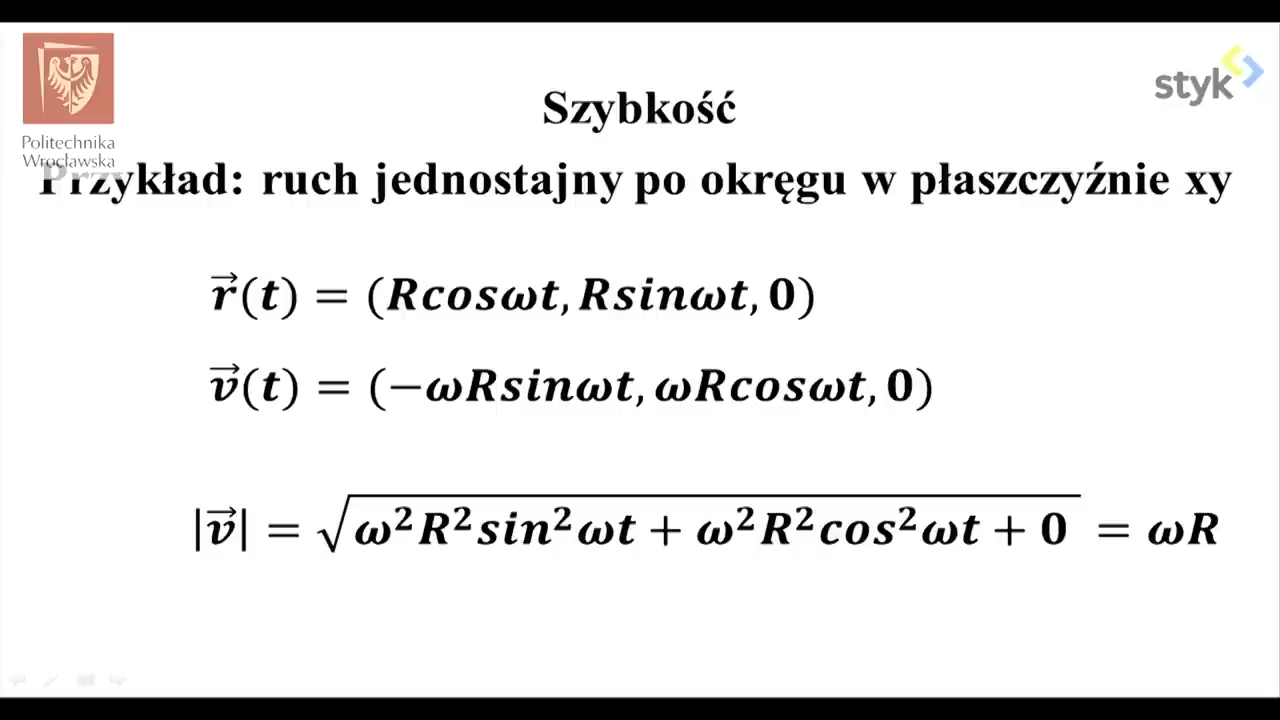 Politechnika
Wrocławska
styk
Szybkość
Przykład: ruch jednostajny po okręgu w płaszczyźnie xy
r⃗(t) = (Rcosωt, Rsinωt, 0)
v⃗(t) = (−ωRsinωt, ωRcosωt, 0)
|v⃗| = √(ω²R²sin²ωt + ω²R²cos²ωt + 0) = ωR